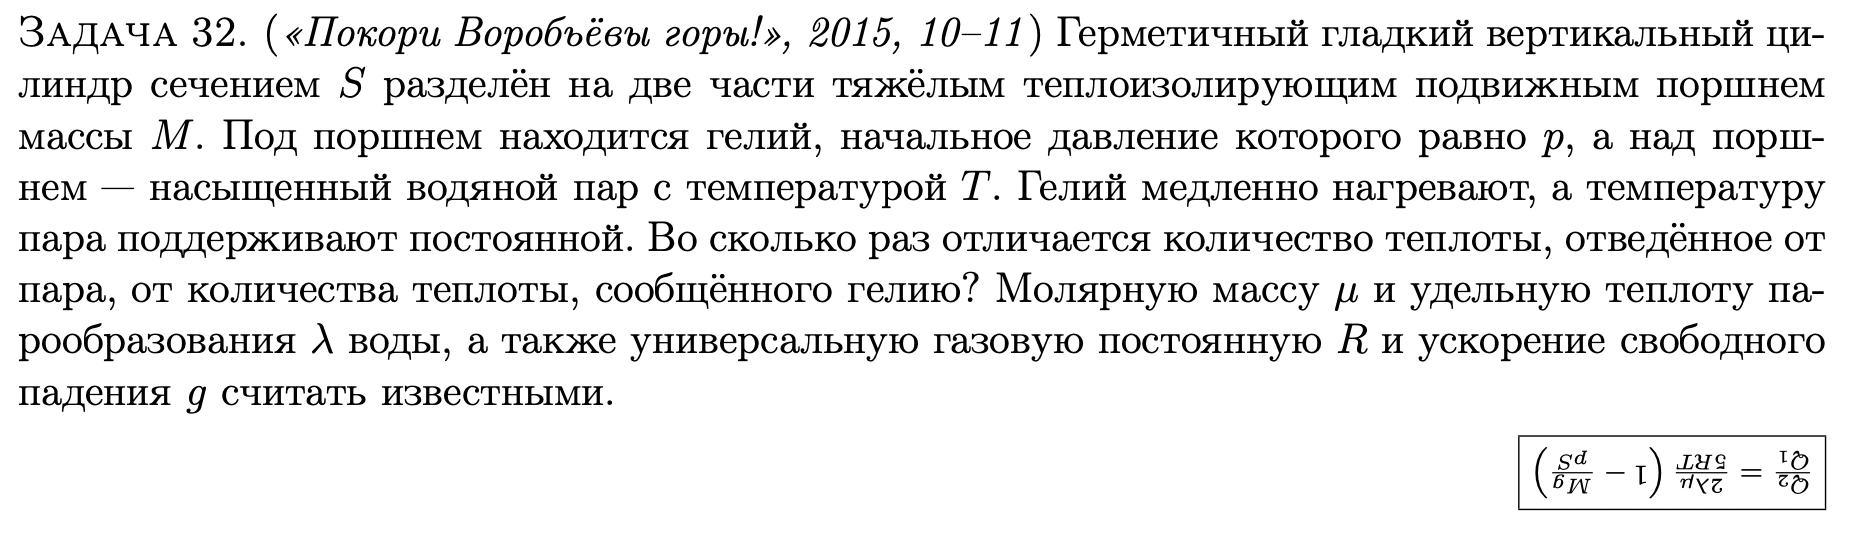 Задача 32. («Покори Воробьёвы горы!», 2015, 10–11) Герметичный гладкий вертикальный ци-
линдр сечением S разделён на две части тяжёлым теплоизолирующим подвижным поршнем
массы M. Под поршнем находится гелий, начальное давление которого равно p, а над порш-
нем — насыщенный водяной пар с температурой T. Гелий медленно нагревают, а температуру
пара поддерживают постоянной. Во сколько раз отличается количество теплоты, отведённое от
пара, от количества теплоты, сообщённого гелию? Молярную массу μ и удельную теплоту па-
рообразования λ воды, а также универсальную газовую постоянную R и ускорение свободного
падения g считать известными.
Q₂/Q₁ = 2λμ/5RT (1 − Mg/pS)